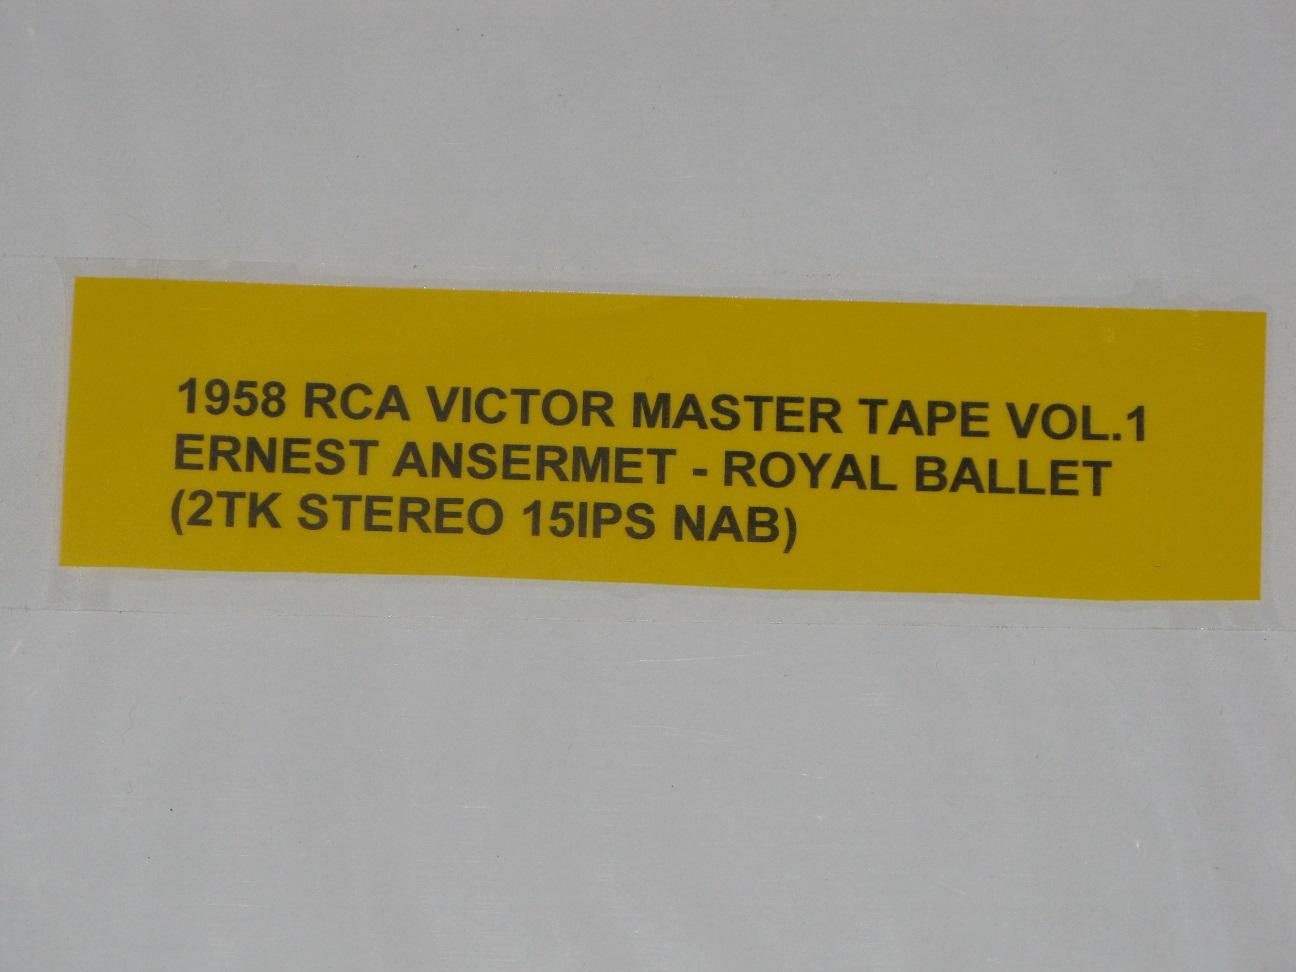 1958 RCA VICTOR MASTER TAPE VOL.1
ERNEST ANSERMET - ROYAL BALLET
(2TK STEREO 15IPS NAB)